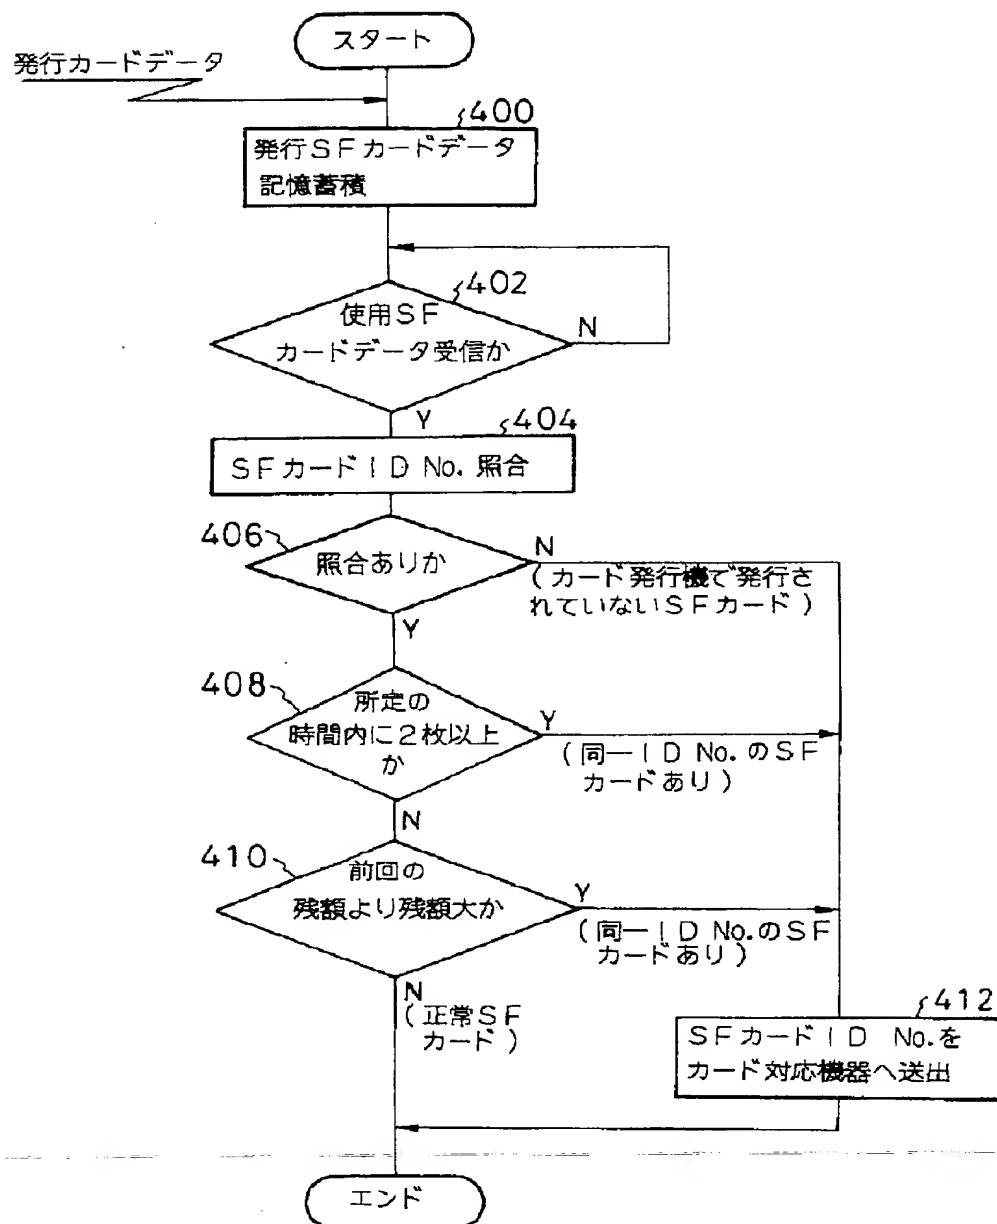 スタート
発行カードデータ
400
発行SFカードデータ
記憶蓄積
402
使用SF
カードデータ受信か
N
Y
404
SFカードID No. 照合
406
照合ありか
N
(カード発行機で発行さ
れていないSFカード)
Y
408
所定の
時間内に2枚以上
か
Y
(同一ID No.のSF
カードあり)
N
410
前回の
残額より残額大か
Y
(同一ID No.のSF
カードあり)
N
(正常SF
カード)
412
SFカードID No.を
カード対応機器へ送出
エンド